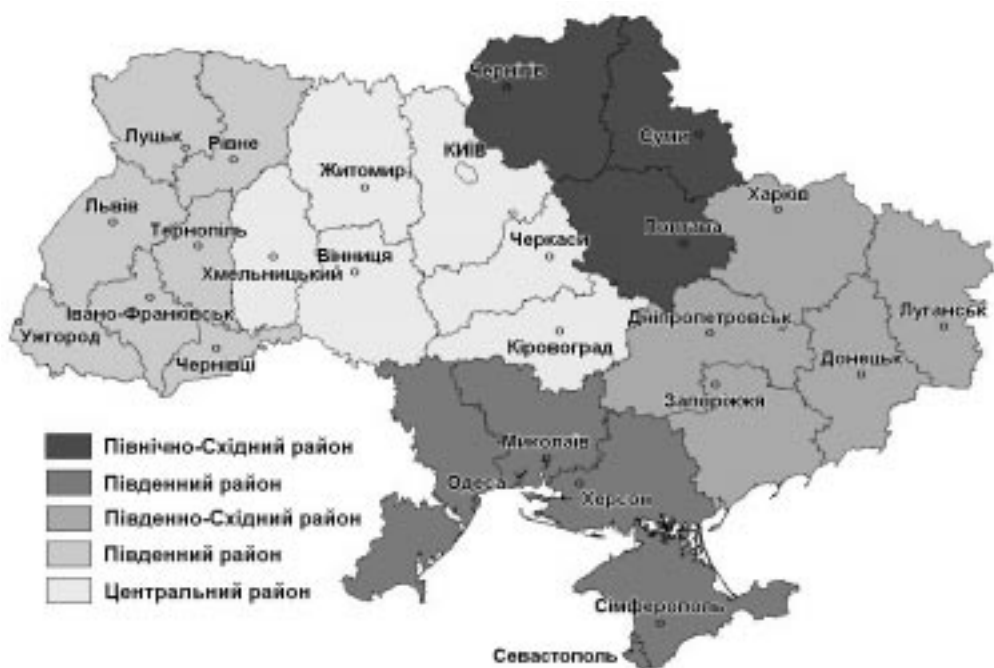 Чернігів
Суми
Луцьк
Рівне
КИЇВ
Житомир
Львів
Харків
Тернопіль
Полтава
Черкаси
Вінниця
Хмельницький
Івано-Франківськ
Ужгород
Дніпропетровськ
Луганськ
Чернівці
Кіровоград
Донецьк
Запоріжжя
Миколаїв
Одеса
Херсон
Сімферополь
Севастополь
Північно-Східний район
Південний район
Південно-Східний район
Південний район
Центральний район